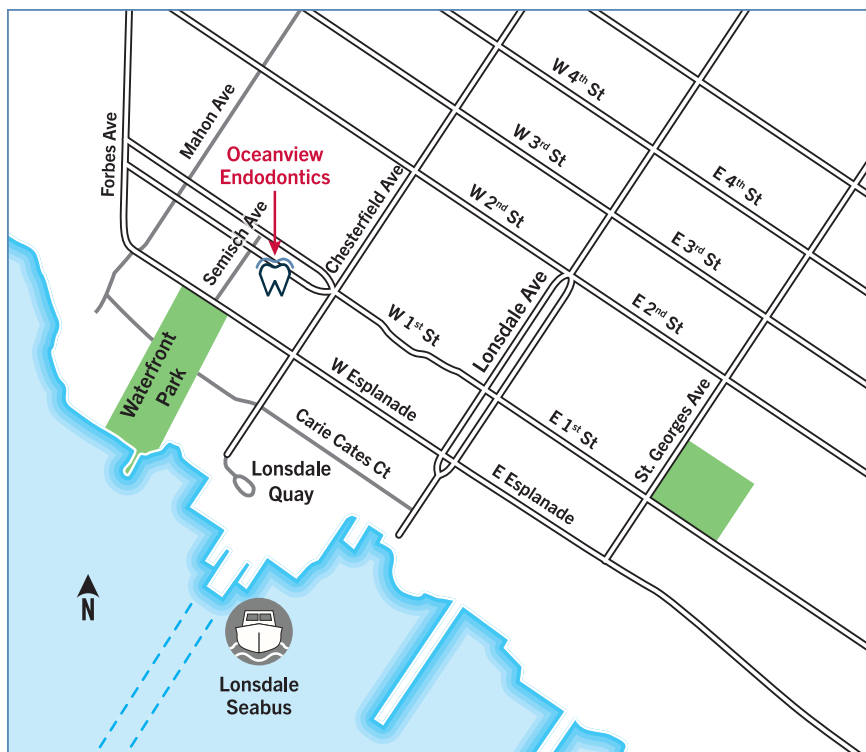 W 4th St
Mahon Ave
W 3rd St
Oceanview
Endodontics
Forbes Ave
E 4th St
Chesterfield Ave
W 2nd St
Semisch Ave
E 3rd St
Lonsdale Ave
E 2nd St
W 1st St
Waterfront
Park
W Esplanade
St. Georges Ave
E 1st St
Carie Cates Ct
Lonsdale
Quay
E Esplanade
N
Lonsdale
Seabus